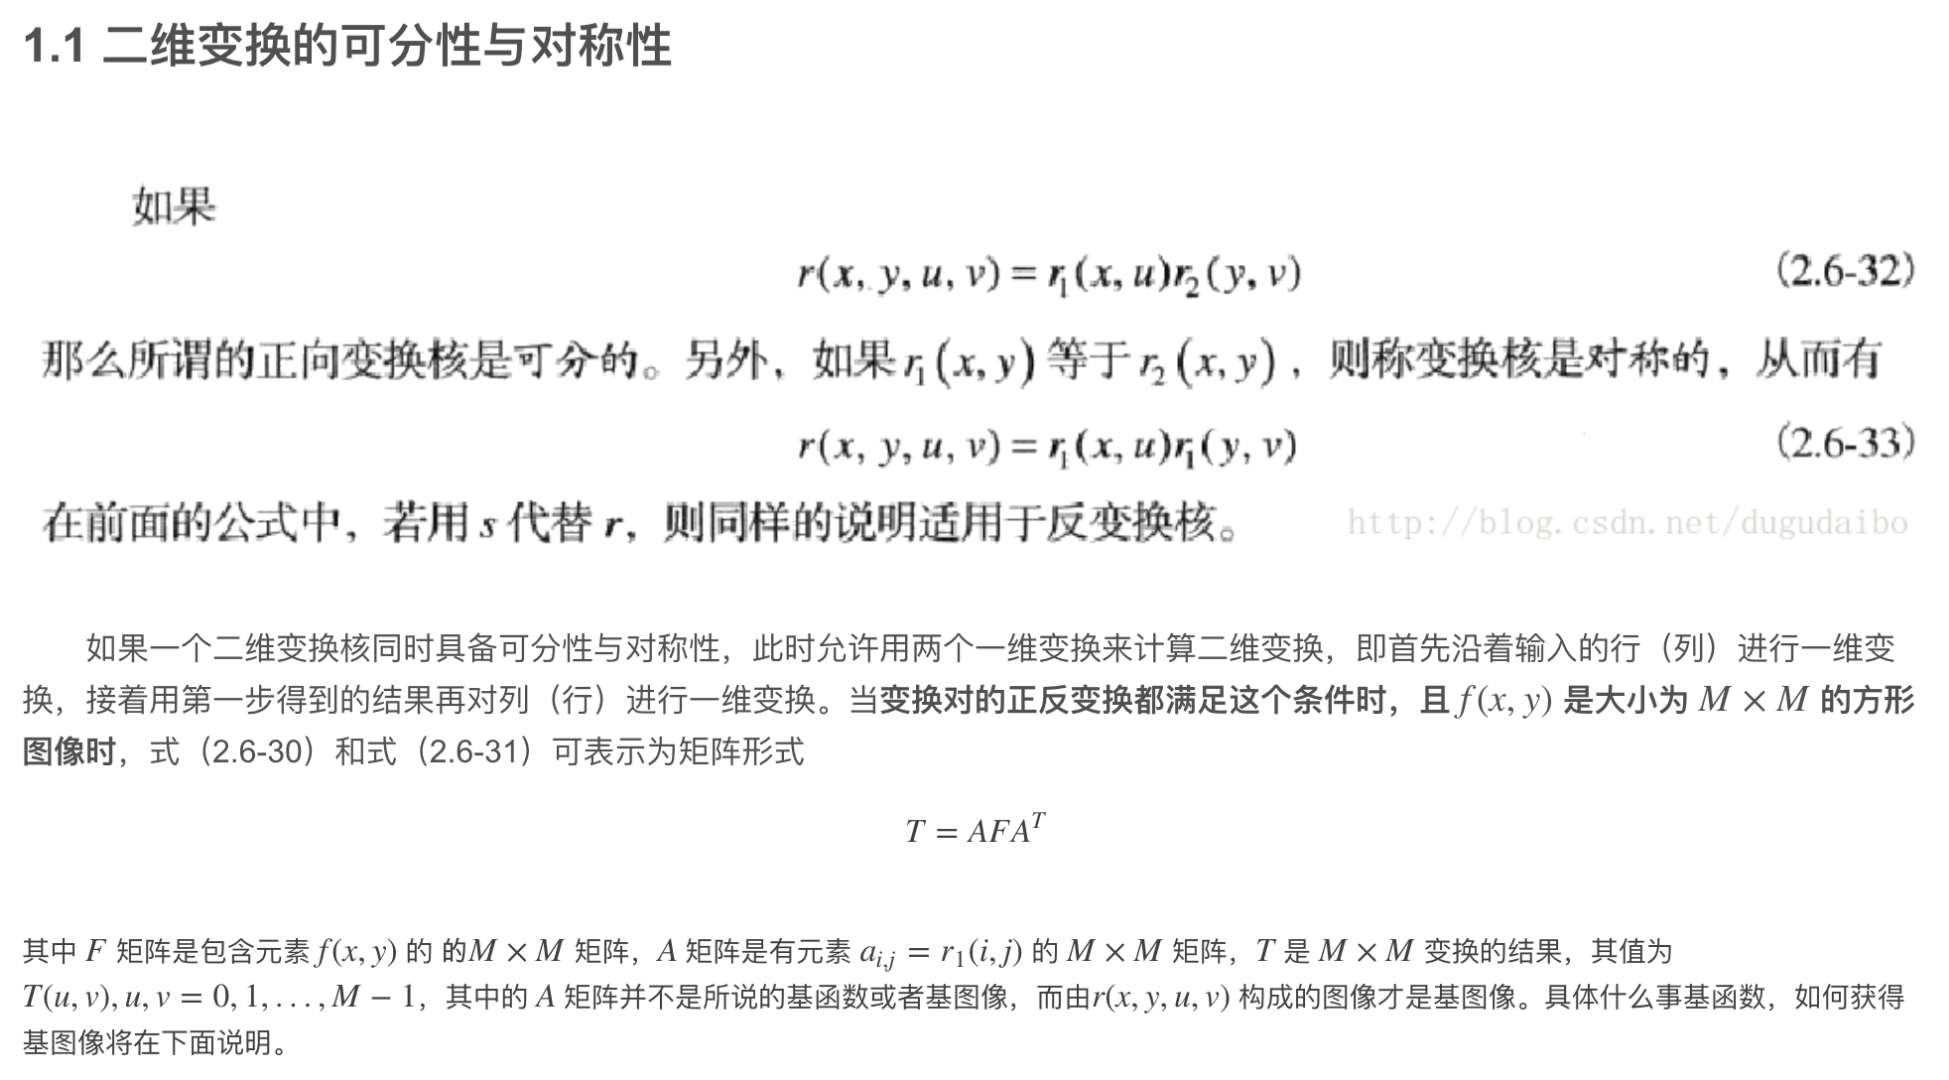 1.1 二维变换的可分性与对称性
如果
r(x, y, u, v) = r₁(x, u)r₂(y, v) (2.6-32)
那么所谓的正向变换核是可分的。另外，如果 r₁(x, y) 等于 r₂(x, y)，则称变换核是对称的，从而有
r(x, y, u, v) = r₁(x, u)r₁(y, v) (2.6-33)
在前面的公式中，若用 s 代替 r，则同样的说明适用于反变换核。 http://blog.csdn.net/dugudaibo
如果一个二维变换核同时具备可分性与对称性，此时允许用两个一维变换来计算二维变换，即首先沿着输入的行（列）进行一维变
换，接着用第一步得到的结果再对列（行）进行一维变换。当变换对的正反变换都满足这个条件时，且 f(x, y) 是大小为 M × M 的方形
图像时，式（2.6-30）和式（2.6-31）可表示为矩阵形式
T = AFAᵀ
其中 F 矩阵是包含元素 f(x, y) 的 的M × M 矩阵，A 矩阵是有元素 aᵢ,ⱼ = r₁(i, j) 的 M × M 矩阵，T 是 M × M 变换的结果，其值为
T(u, v), u, v = 0, 1, . . . , M − 1，其中的 A 矩阵并不是所说的基函数或者基图像，而由r(x, y, u, v) 构成的图像才是基图像。具体什么事基函数，如何获得
基图像将在下面说明。